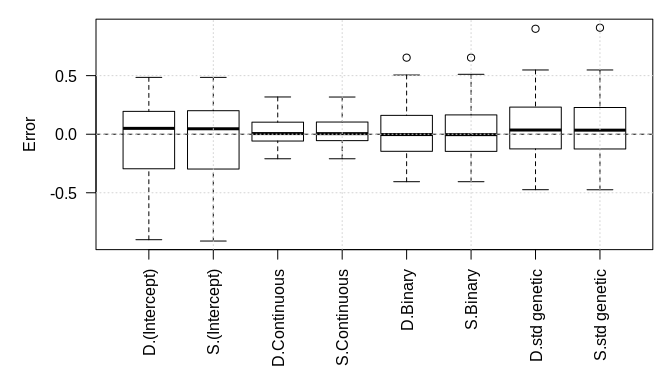 Error
0.5
0.0
-0.5
D.(Intercept)
S.(Intercept)
D.Continuous
S.Continuous
D.Binary
S.Binary
D.std genetic
S.std genetic